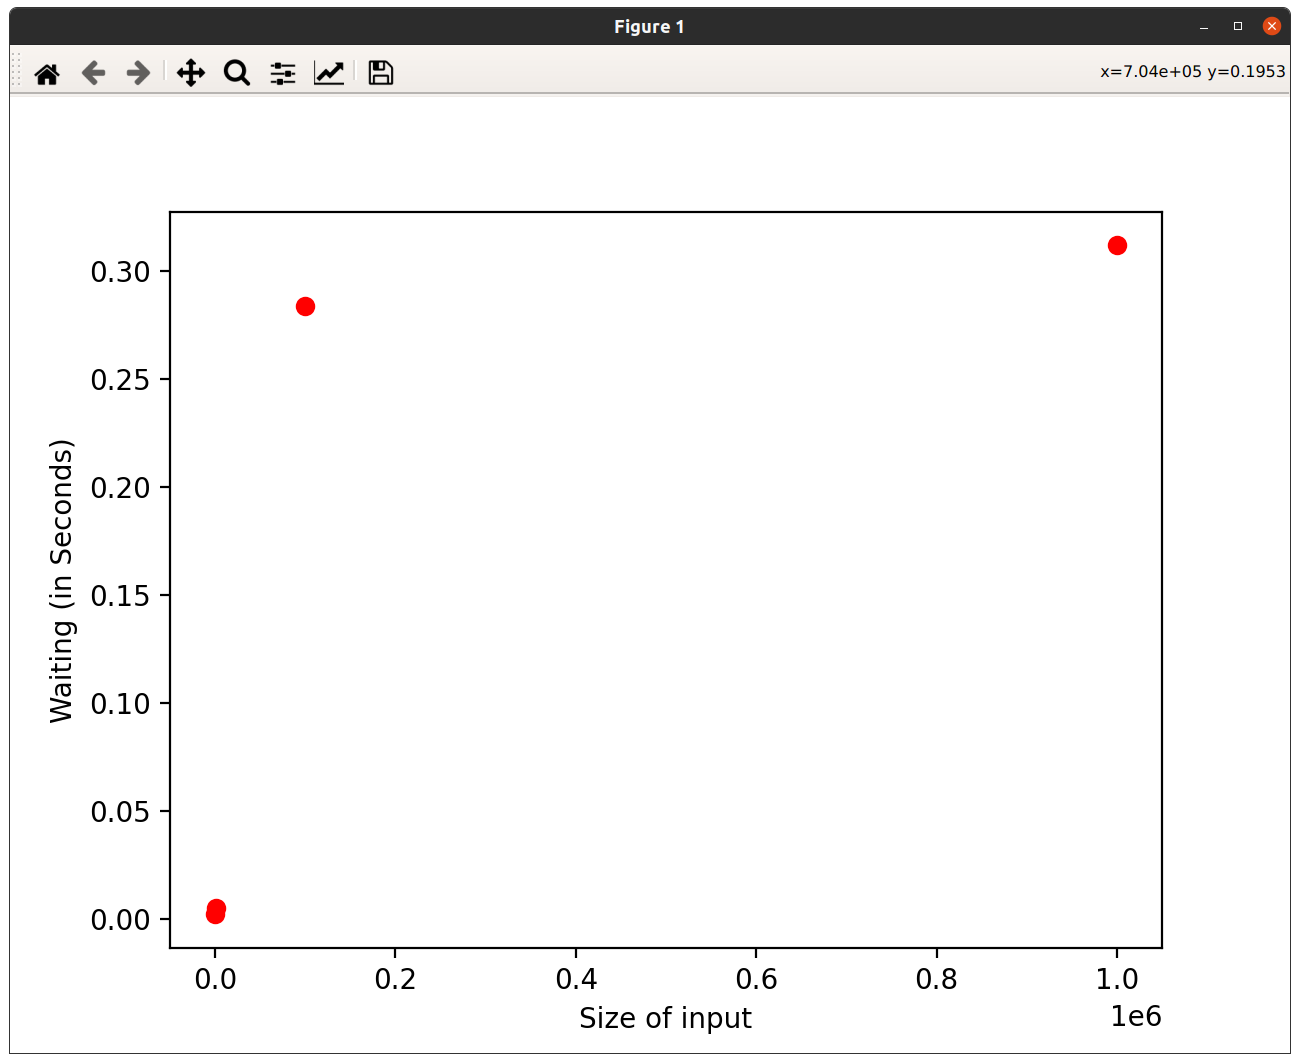 Figure 1
x=7.04e+05 y=0.1953
0.30
0.25
0.20
0.15
0.10
0.05
0.00
Waiting (in Seconds)
0.0 0.2 0.4 0.6 0.8 1.0
Size of input
1e6